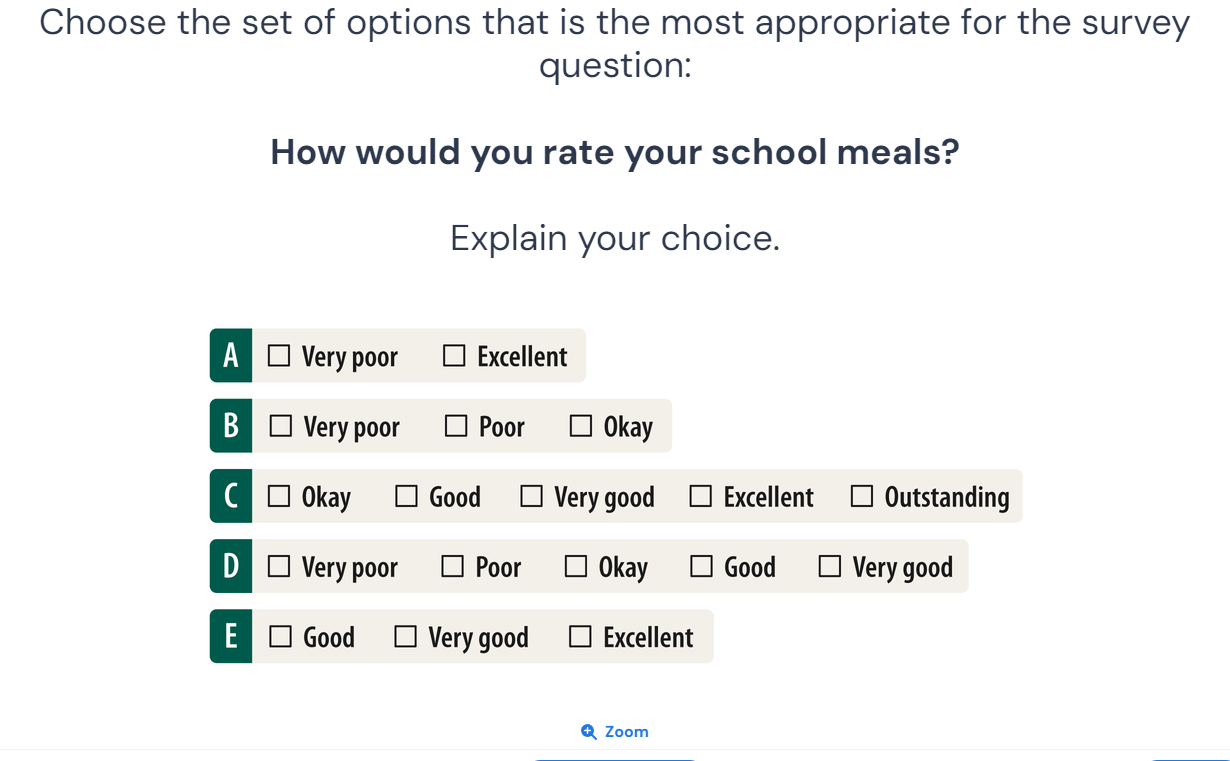 Choose the set of options that is the most appropriate for the survey
question:
How would you rate your school meals?
Explain your choice.
A Very poor Excellent
B Very poor Poor Okay
C Okay Good Very good Excellent Outstanding
D Very poor Poor Okay Good Very good
E Good Very good Excellent
Zoom